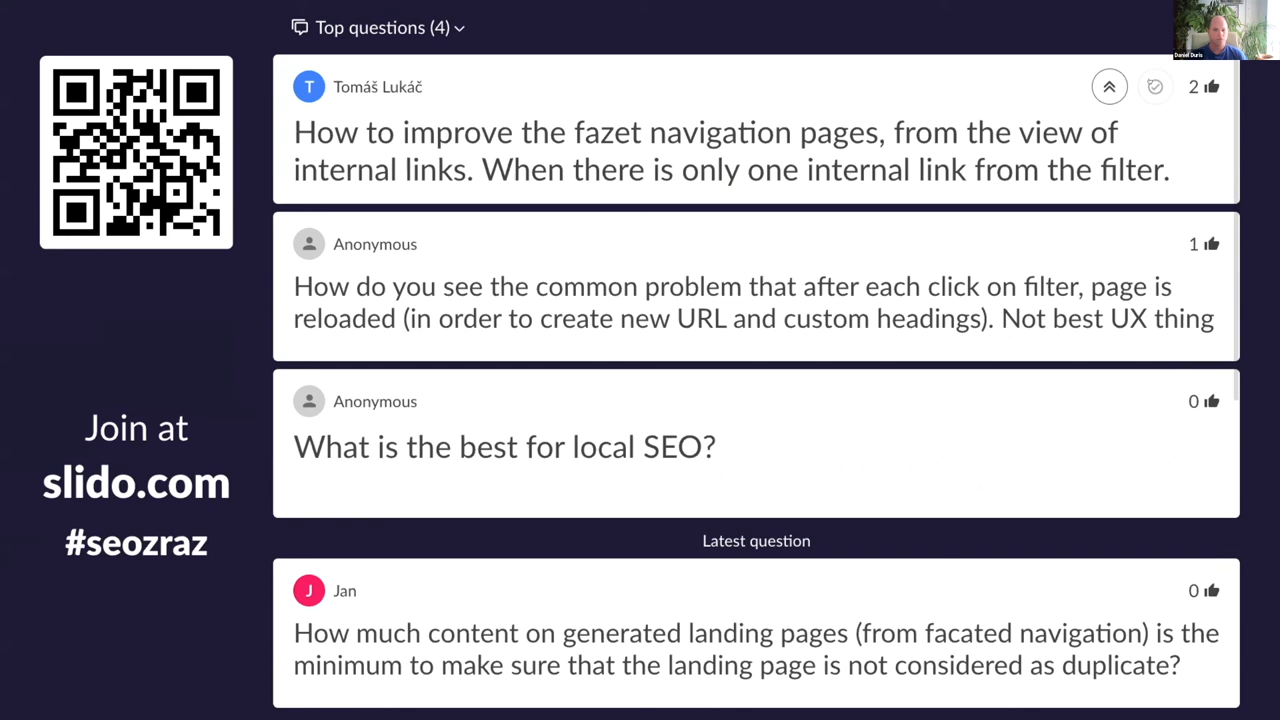 Top questions (4)
Daniel Duris
T Tomáš Lukáč 2
How to improve the fazet navigation pages, from the view of
internal links. When there is only one internal link from the filter.
Anonymous 1
How do you see the common problem that after each click on filter, page is
reloaded (in order to create new URL and custom headings). Not best UX thing
Anonymous 0
What is the best for local SEO?
Join at
slido.com
#seozraz
Latest question
J Jan 0
How much content on generated landing pages (from facated navigation) is the
minimum to make sure that the landing page is not considered as duplicate?